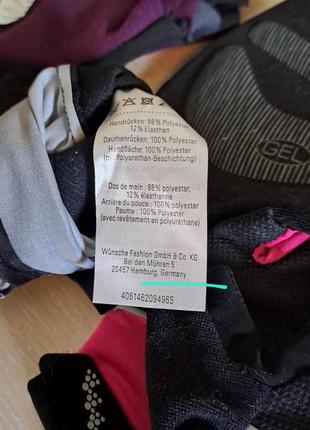 Handrücken: 88% Polyester,
12% Elasthan
Daumenrücken: 100% Polyester
Handfläche: 100% Polyester
(mit Polyurethan-Beschichtung)
Dos de main : 88% polyester,
12% élasthanne
Arrière du pouce : 100% polyester
Paume : 100% Polyester
(avec revêtement en polyuréthane)
Wünsche Fashion GmbH & Co. KG
Bei den Mühren 5
20457 Hamburg, Germany
4061462094965
GEL